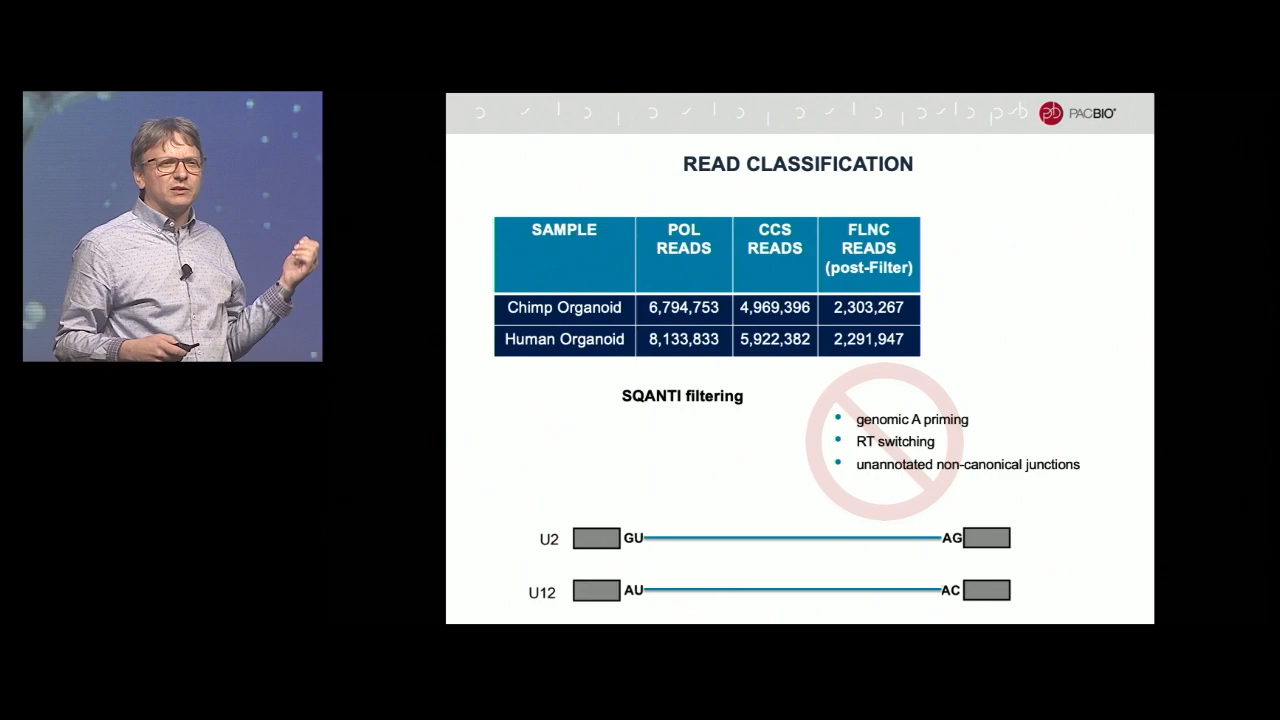 PACBIO®
READ CLASSIFICATION
SAMPLE POL READS CCS READS FLNC READS (post-Filter)
Chimp Organoid 6,794,753 4,969,396 2,303,267
Human Organoid 8,133,833 5,922,382 2,291,947
SQANTI filtering
• genomic A priming
• RT switching
• unannotated non-canonical junctions
U2 GU AG
U12 AU AC